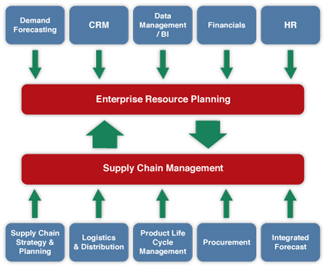 Demand
Forecasting
CRM
Data
Management
/ BI
Financials
HR
Enterprise Resource Planning
Supply Chain Management
Supply Chain
Strategy &
Planning
Logistics
& Distribution
Product Life
Cycle
Management
Procurement
Integrated
Forecast